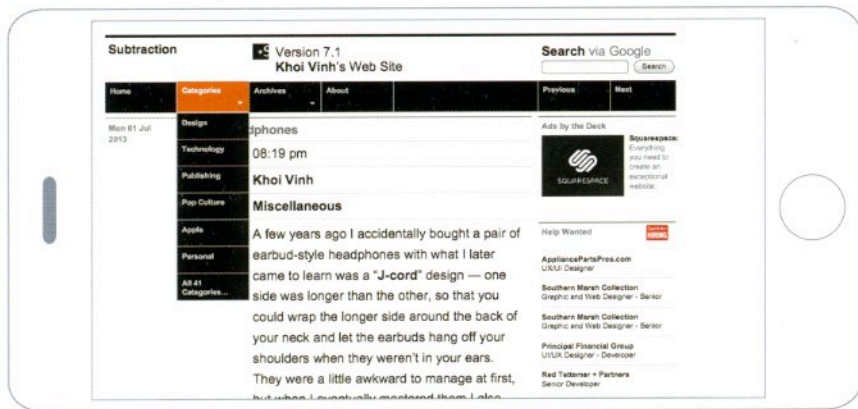 Subtraction
Version 7.1
Khoi Vinh's Web Site
Search via Google
Search
Home
Categories
Archives
About
Previous
Next
Mon 01 Jul
2013
Design
Technology
Publishing
Pop Culture
Apple
Personal
All 41
Categories...
dphones
08:19 pm
Khoi Vinh
Miscellaneous
A few years ago I accidentally bought a pair of
earbud-style headphones with what I later
came to learn was a “J-cord” design — one
side was longer than the other, so that you
could wrap the longer side around the back of
your neck and let the earbuds hang off your
shoulders when they weren’t in your ears.
They were a little awkward to manage at first,
but when I eventually mastered them I also
Ads by the Deck
SQUARESPACE
Squarespace:
Everything
you need to
create an
exceptional
website.
Help Wanted
HIRING
AppliancePartsPros.com
UX/UI Designer
Southern Marsh Collection
Graphic and Web Designer - Senior
Southern Marsh Collection
Graphic and Web Designer - Senior
Principal Financial Group
UI/UX Designer - Developer
Red Tettemer + Partners
Senior Developer